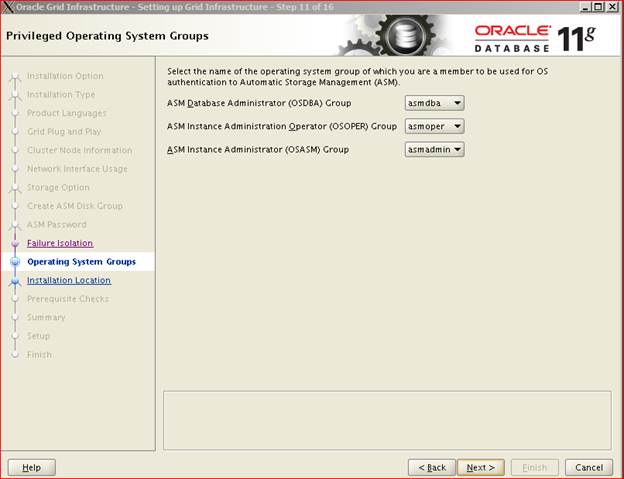 Oracle Grid Infrastructure - Setting up Grid Infrastructure - Step 11 of 16
Privileged Operating System Groups
ORACLE
DATABASE 11g
Installation Option
Installation Type
Product Languages
Grid Plug and Play
Cluster Node Information
Network Interface Usage
Storage Option
Create ASM Disk Group
ASM Password
Failure Isolation
Operating System Groups
Installation Location
Prerequisite Checks
Summary
Setup
Finish
Select the name of the operating system group of which you are a member to be used for OS
authentication to Automatic Storage Management (ASM).
ASM Database Administrator (OSDBA) Group asmdba
ASM Instance Administration Operator (OSOPER) Group asmoper
ASM Instance Administrator (OSASM) Group asmadmin
Help
< Back
Next >
Finish
Cancel